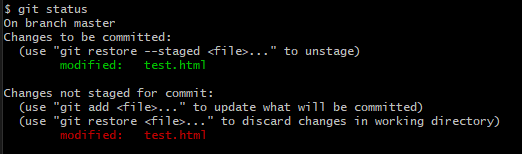 $ git status
On branch master
Changes to be committed:
  (use "git restore --staged <file>..." to unstage)
        modified:   test.html

Changes not staged for commit:
  (use "git add <file>..." to update what will be committed)
  (use "git restore <file>..." to discard changes in working directory)
        modified:   test.html